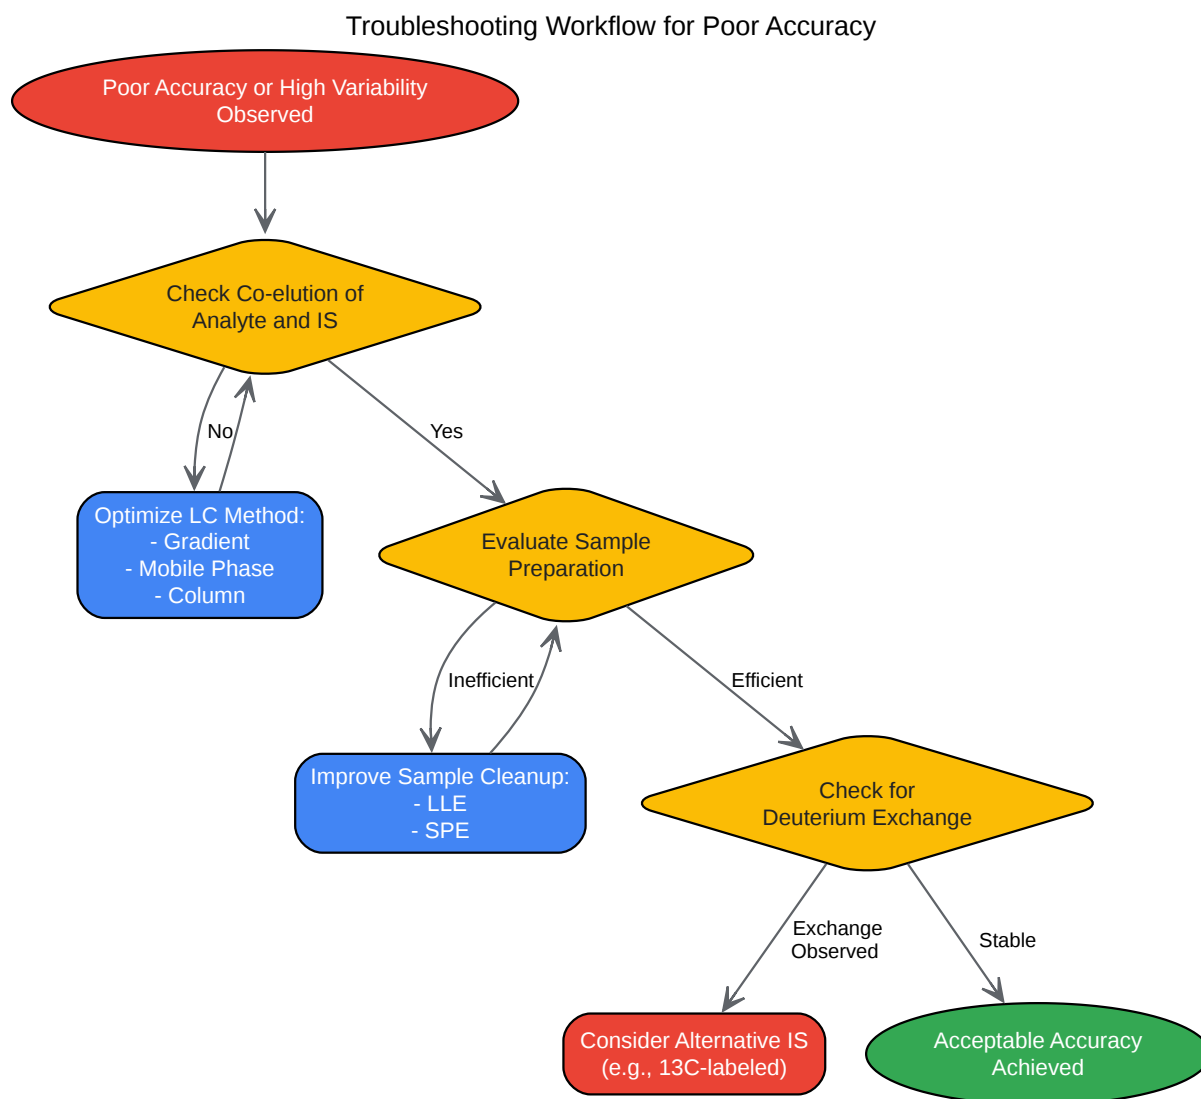 Troubleshooting Workflow for Poor Accuracy
Poor Accuracy or High Variability
Observed
Check Co-elution of
Analyte and IS
No
Yes
Optimize LC Method:
- Gradient
- Mobile Phase
- Column
Evaluate Sample
Preparation
Inefficient
Efficient
Improve Sample Cleanup:
- LLE
- SPE
Check for
Deuterium Exchange
Exchange
Observed
Stable
Consider Alternative IS
(e.g., 13C-labeled)
Acceptable Accuracy
Achieved